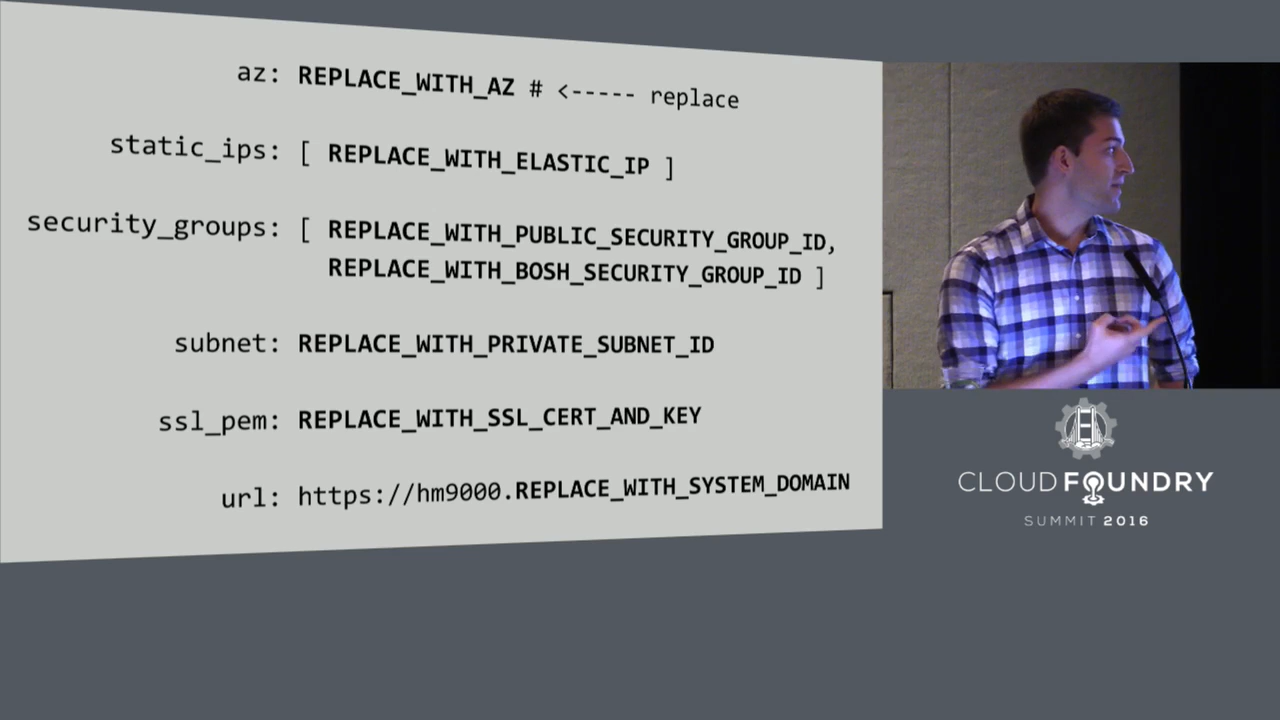 az: REPLACE_WITH_AZ # <----- replace
static_ips: [ REPLACE_WITH_ELASTIC_IP ]
security_groups: [ REPLACE_WITH_PUBLIC_SECURITY_GROUP_ID,
REPLACE_WITH_BOSH_SECURITY_GROUP_ID ]
subnet: REPLACE_WITH_PRIVATE_SUBNET_ID
ssl_pem: REPLACE_WITH_SSL_CERT_AND_KEY
url: https://hm9000.REPLACE_WITH_SYSTEM_DOMAIN
CLOUD FOUNDRY
SUMMIT 2016